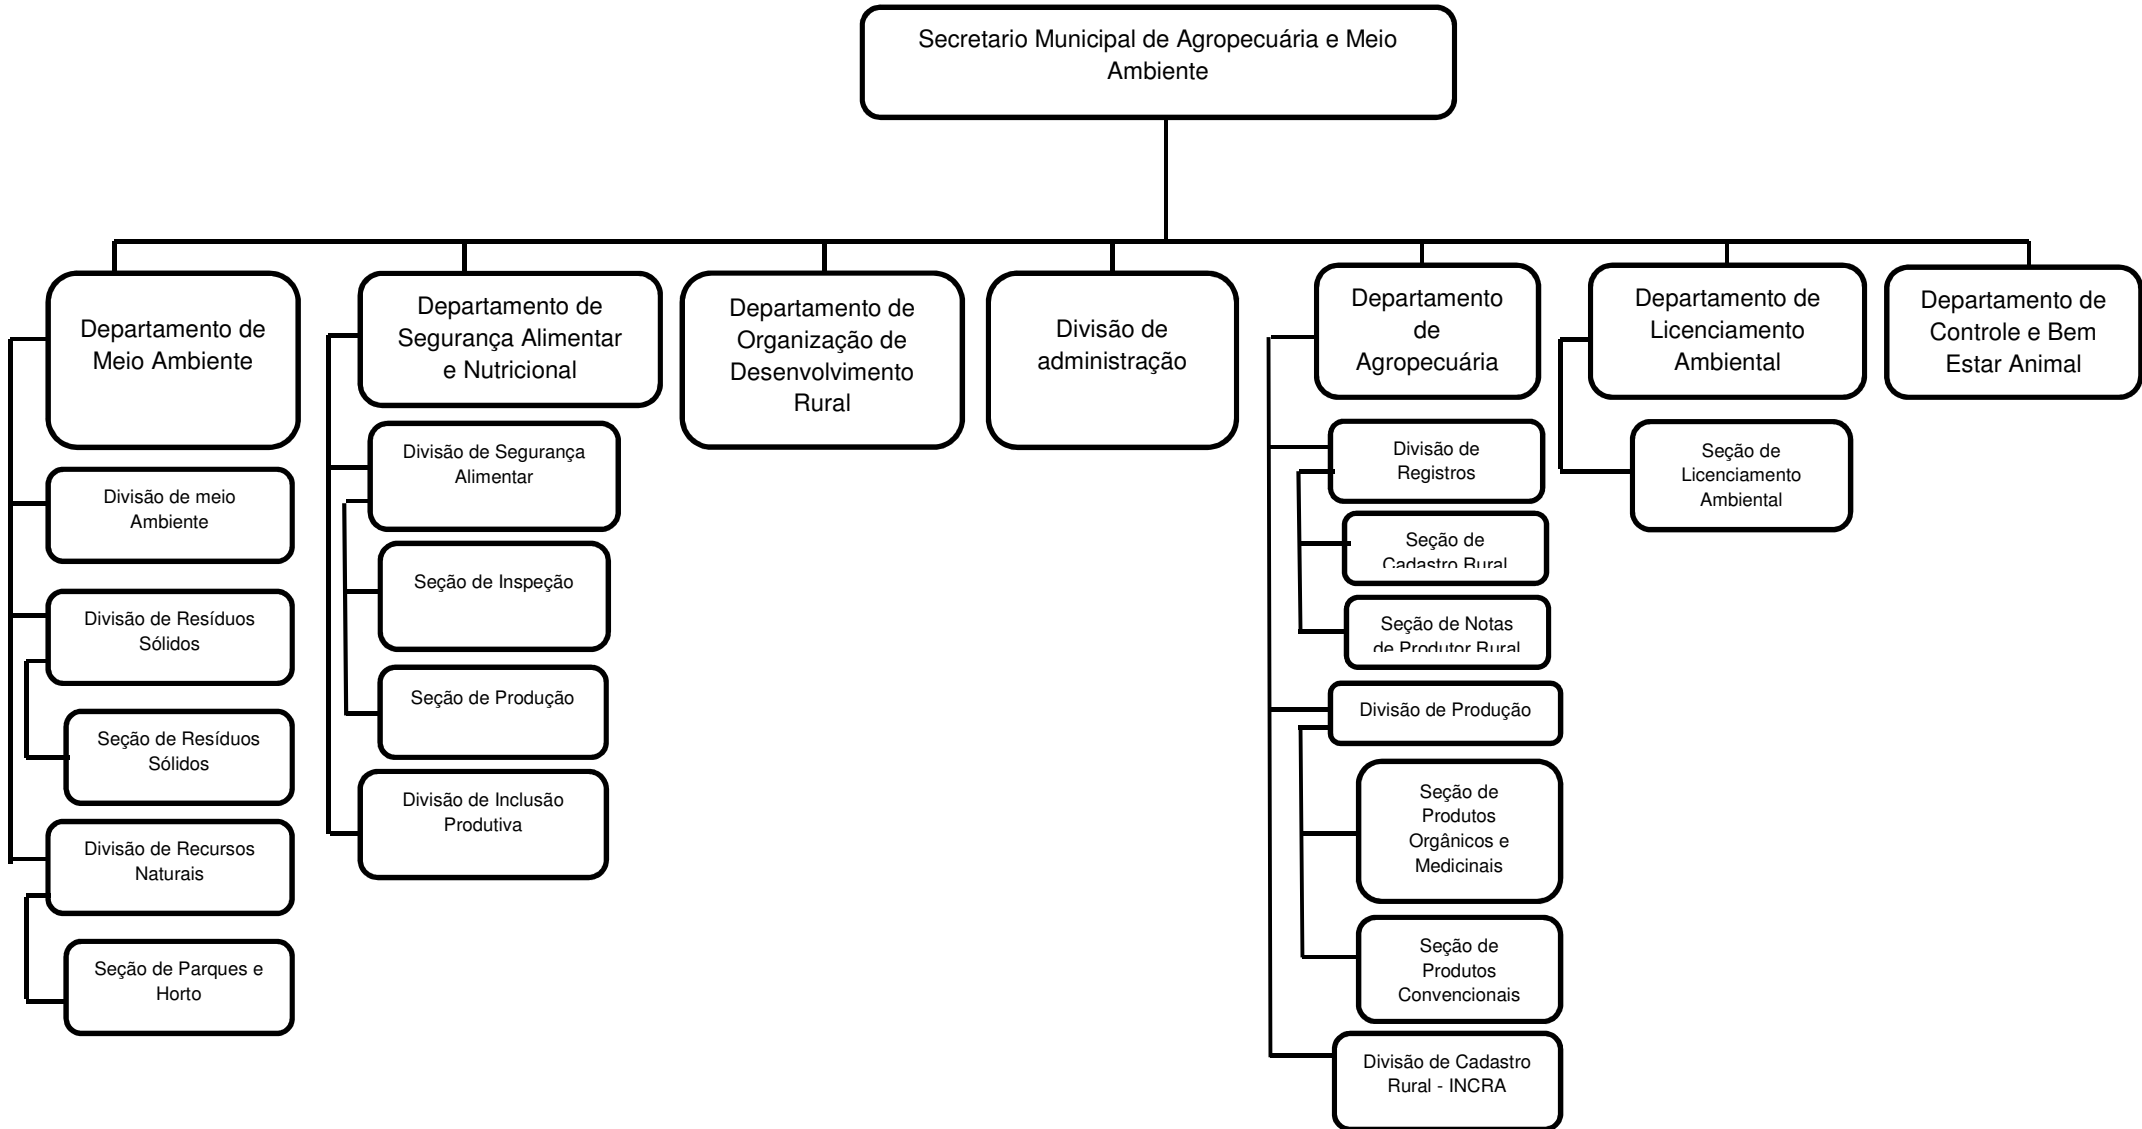 Secretario Municipal de Agropecuária e Meio
Ambiente
Departamento de
Meio Ambiente
Divisão de meio
Ambiente
Divisão de Resíduos
Sólidos
Seção de Resíduos
Sólidos
Divisão de Recursos
Naturais
Seção de Parques e
Horto
Departamento de
Segurança Alimentar
e Nutricional
Divisão de Segurança
Alimentar
Seção de Inspeção
Seção de Produção
Divisão de Inclusão
Produtiva
Departamento de
Organização de
Desenvolvimento
Rural
Divisão de
administração
Departamento
de
Agropecuária
Divisão de
Registros
Seção de
Cadastro Rural
Seção de Notas
de Produtor Rural
Divisão de Produção
Seção de
Produtos
Orgânicos e
Medicinais
Seção de
Produtos
Convencionais
Divisão de Cadastro
Rural - INCRA
Departamento de
Licenciamento
Ambiental
Seção de
Licenciamento
Ambiental
Departamento de
Controle e Bem
Estar Animal